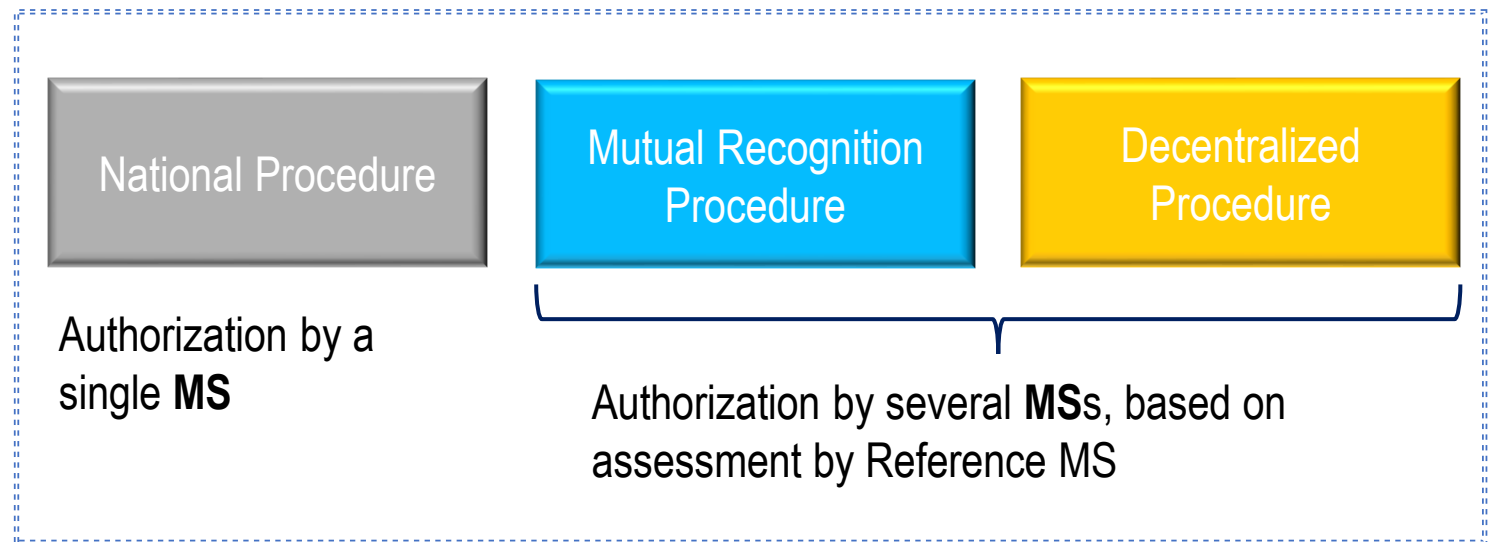 National Procedure
Mutual Recognition
Procedure
Decentralized
Procedure
Authorization by a
single MS
Authorization by several MSs, based on
assessment by Reference MS